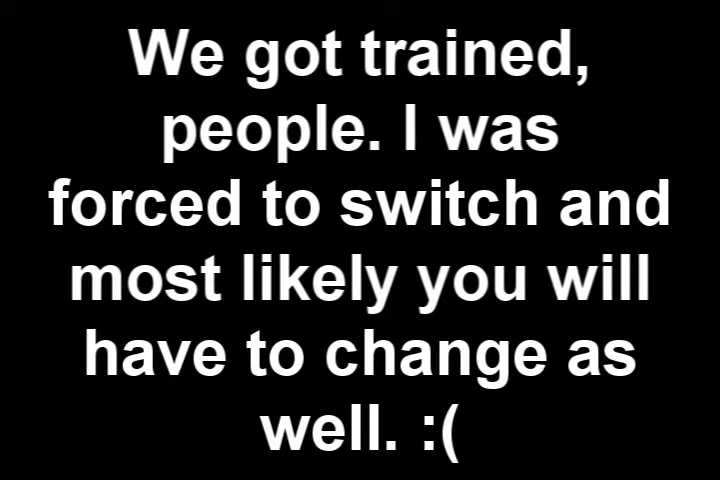 We got trained,
people. I was
forced to switch and
most likely you will
have to change as
well. :(